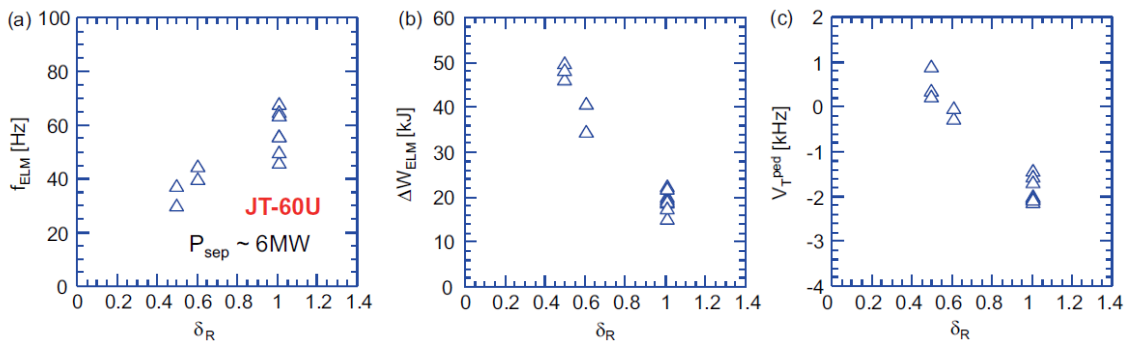 (a)
100
80
60
40
20
0
f_ELM [Hz]
JT-60U
P_sep ~ 6MW
0 0.2 0.4 0.6 0.8 1 1.2 1.4
δ_R
(b)
60
50
40
30
20
10
0
ΔW_ELM [kJ]
0 0.2 0.4 0.6 0.8 1 1.2 1.4
δ_R
(c)
2
1
0
-1
-2
-3
-4
V_T^ped [kHz]
0 0.2 0.4 0.6 0.8 1 1.2 1.4
δ_R